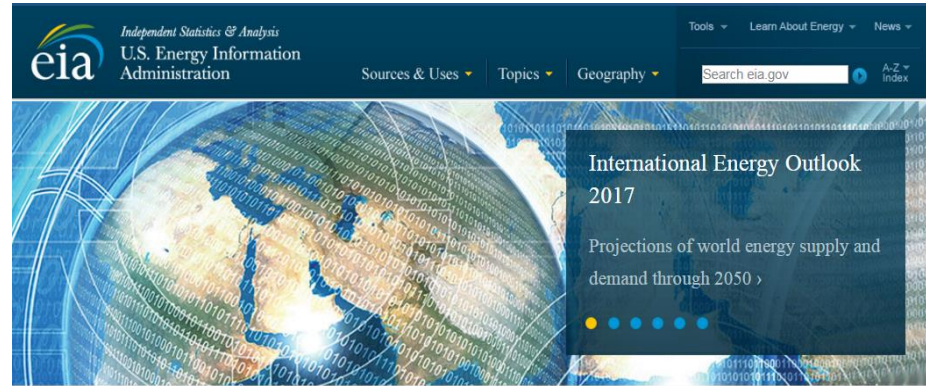 Tools Learn About Energy News
Independent Statistics & Analysis
U.S. Energy Information
Administration
eia
Sources & Uses Topics Geography
Search eia.gov
A-Z
Index
International Energy Outlook
2017
Projections of world energy supply and
demand through 2050 ›